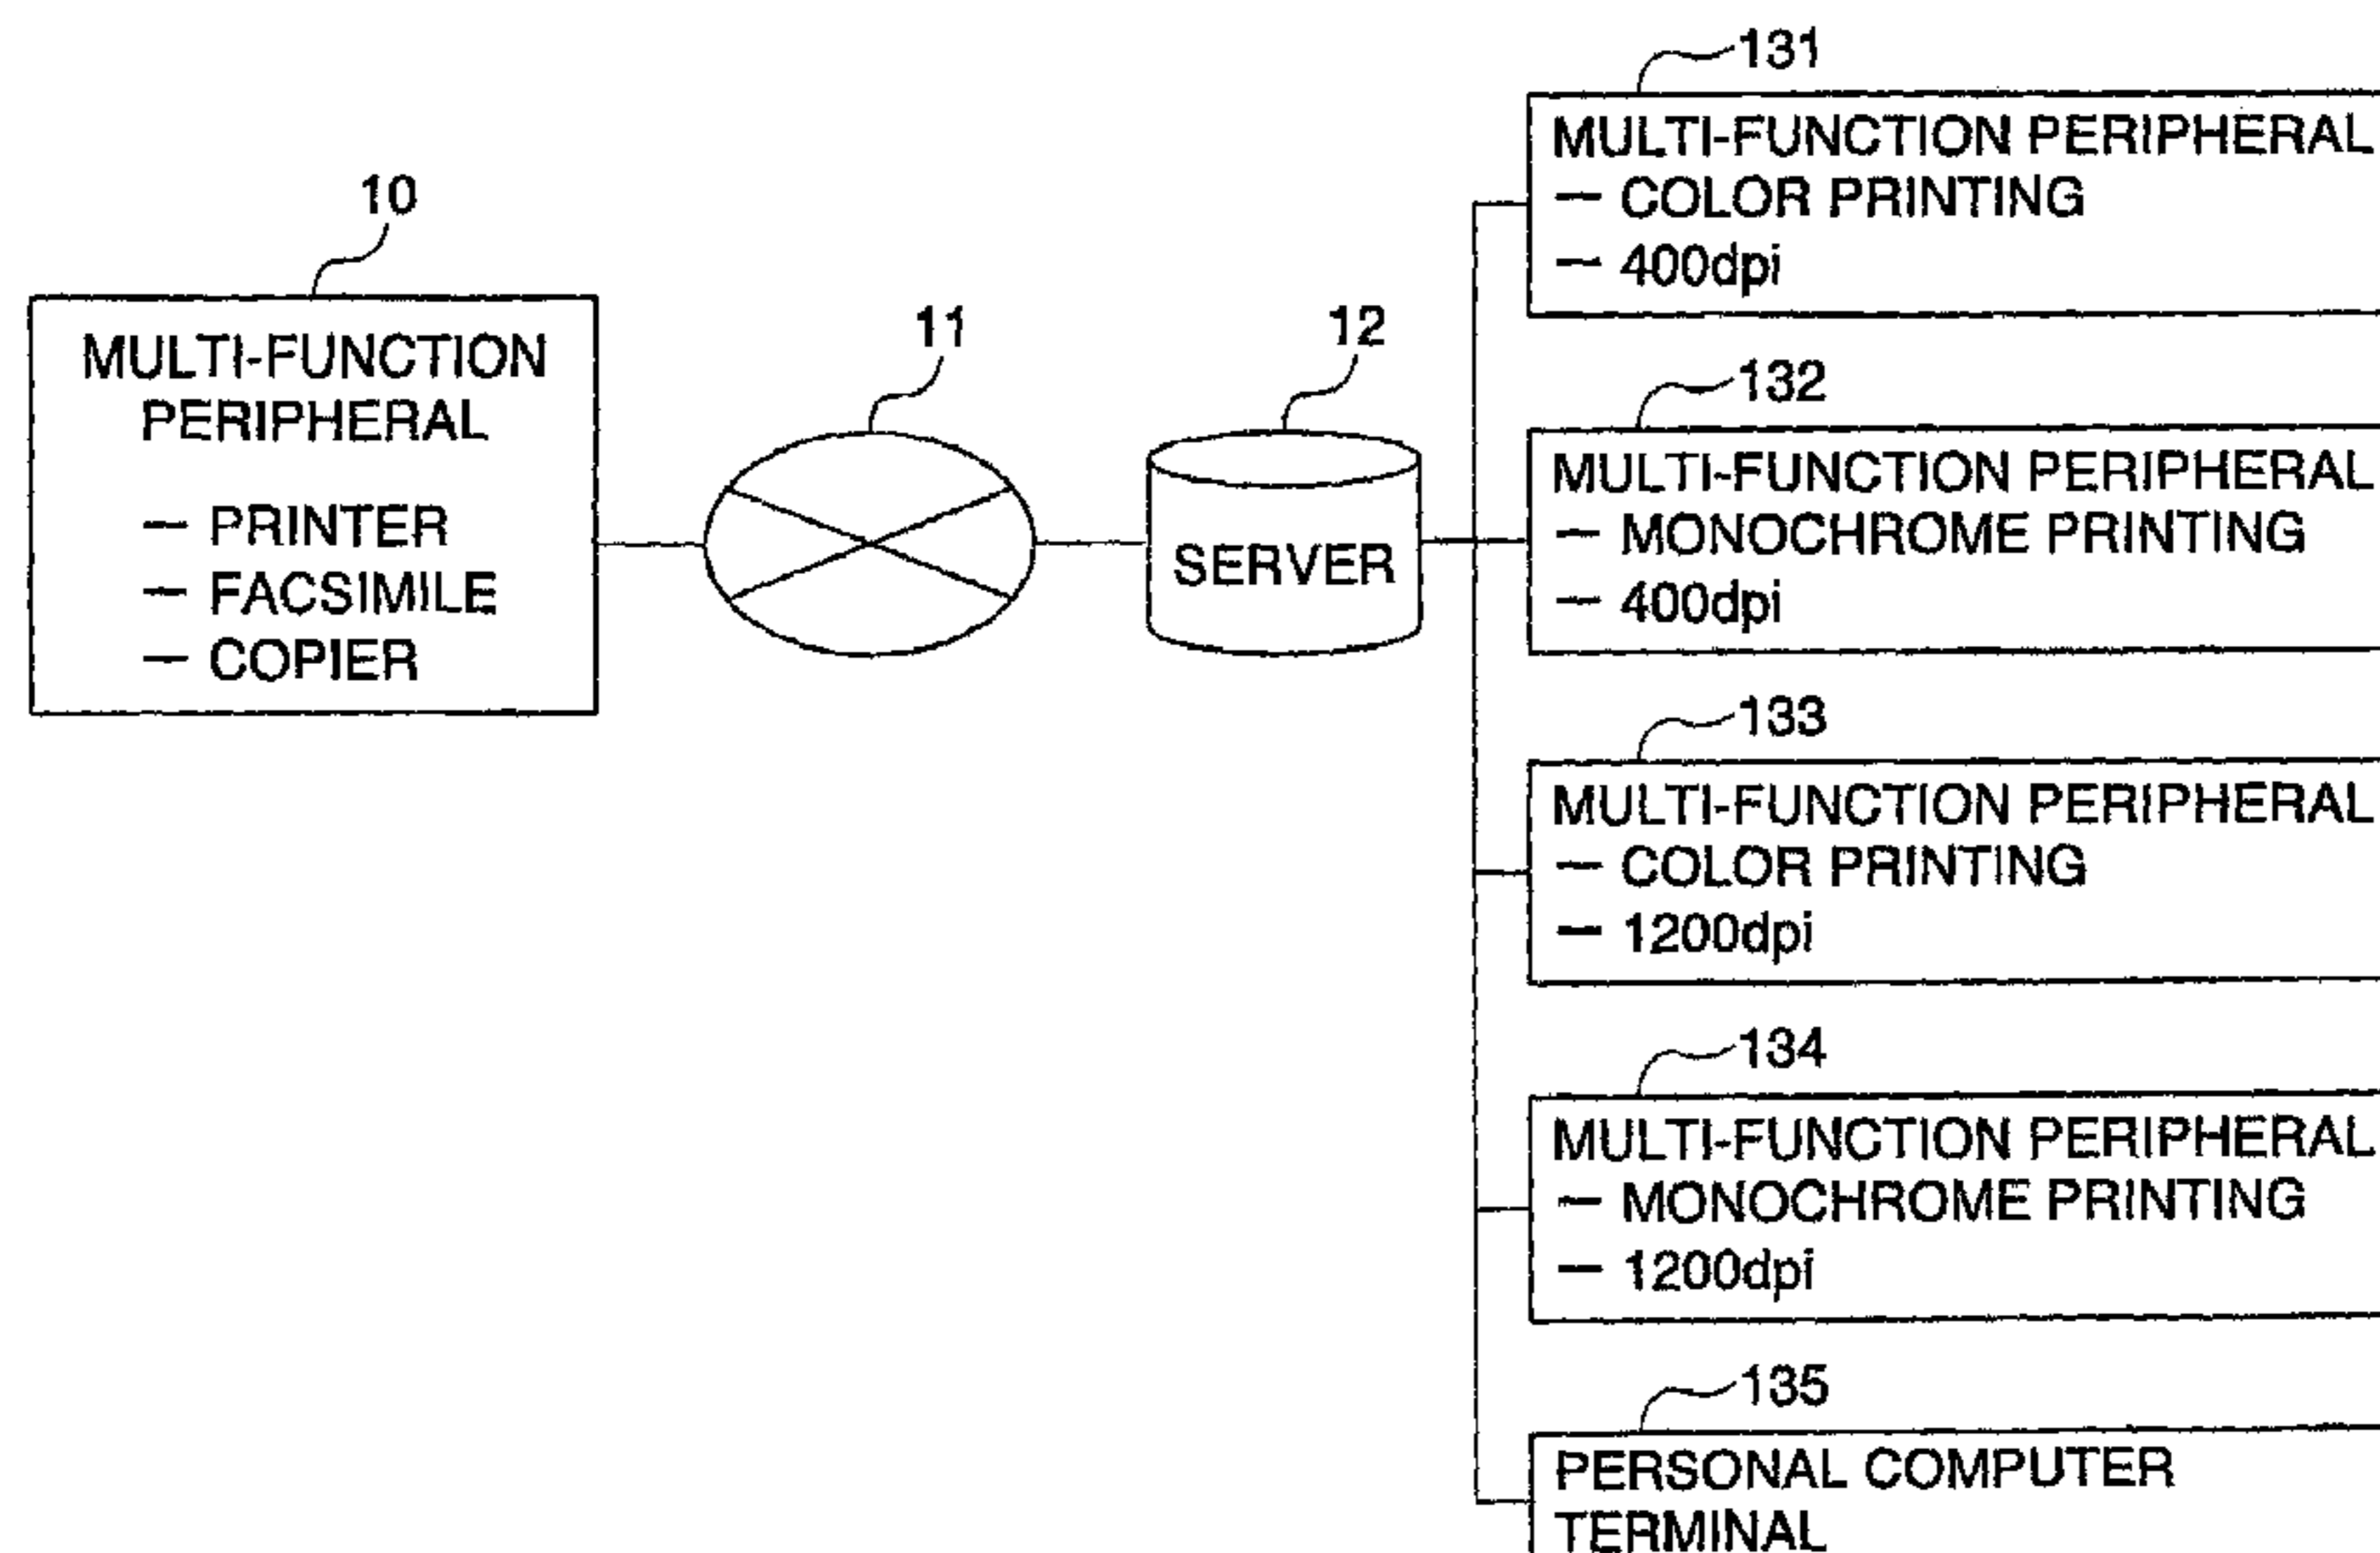 10
MULTI-FUNCTION
PERIPHERAL
— PRINTER
— FACSIMILE
— COPIER
11
12
SERVER
131
MULTI-FUNCTION PERIPHERAL
— COLOR PRINTING
— 400dpi
132
MULTI-FUNCTION PERIPHERAL
— MONOCHROME PRINTING
— 400dpi
133
MULTI-FUNCTION PERIPHERAL
— COLOR PRINTING
— 1200dpi
134
MULTI-FUNCTION PERIPHERAL
— MONOCHROME PRINTING
— 1200dpi
135
PERSONAL COMPUTER
TERMINAL